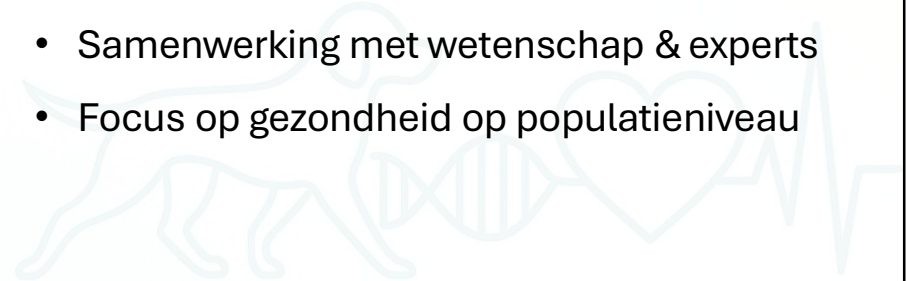 • Samenwerking met wetenschap & experts
• Focus op gezondheid op populatieniveau